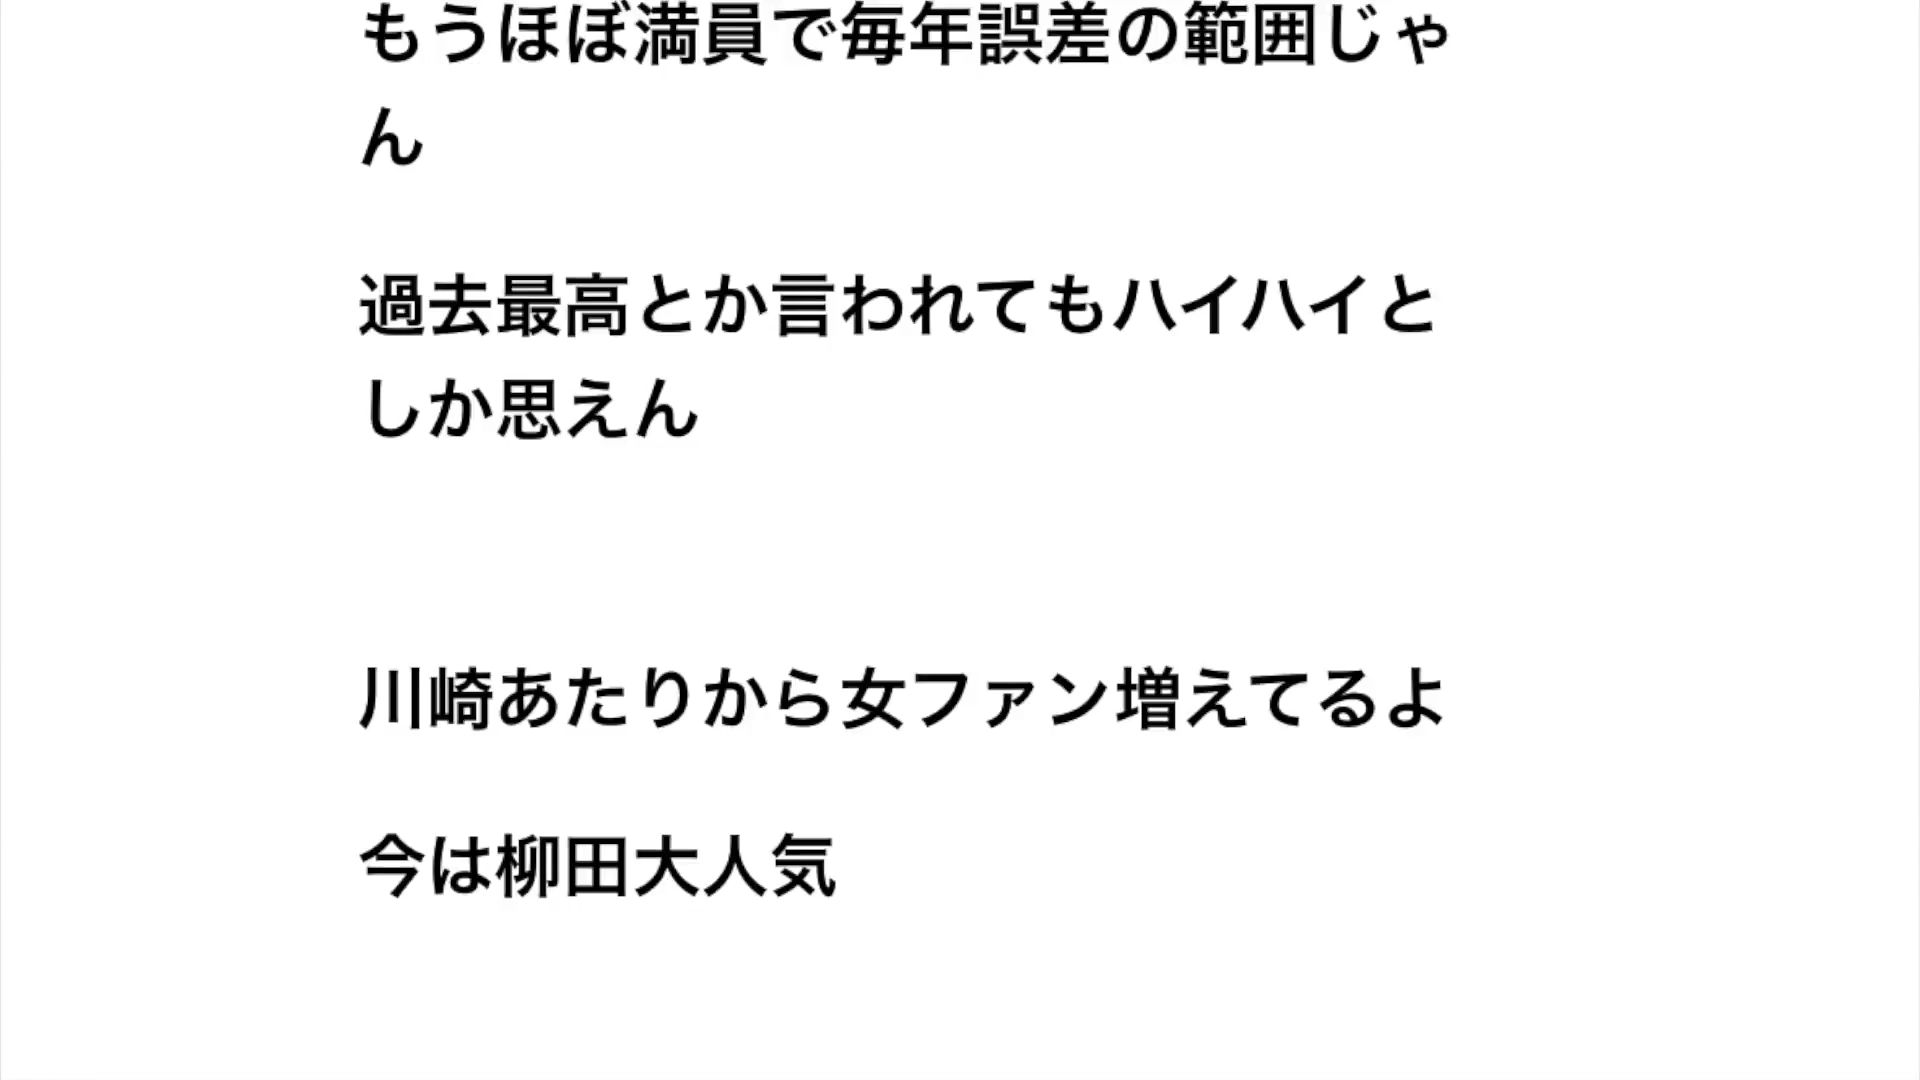 もうほぼ満員で毎年誤差の範囲じゃ
ん
過去最高とか言われてもハイハイと
しか思えん
川崎あたりから女ファン増えてるよ
今は柳田大人気